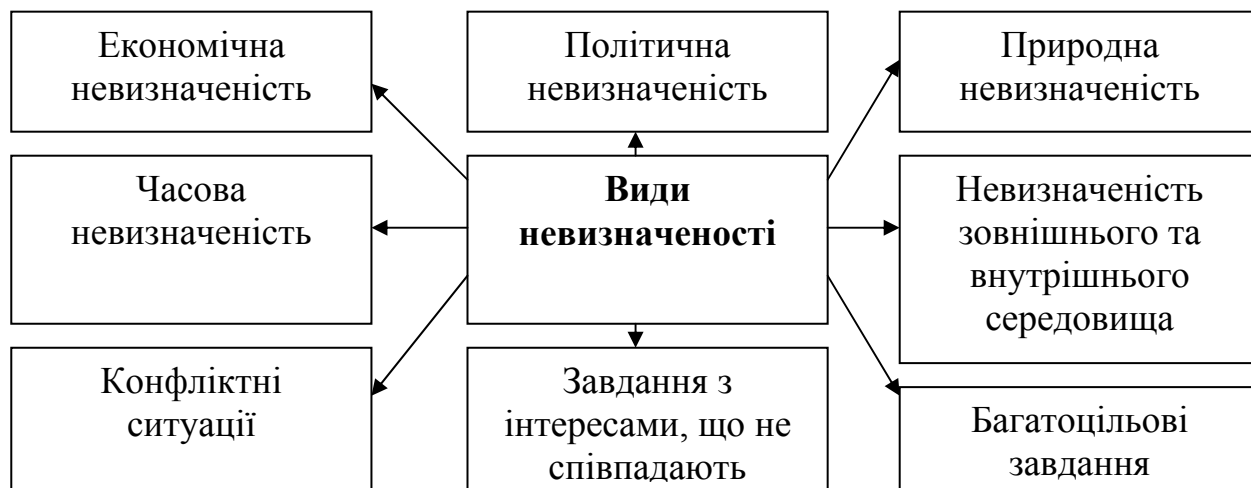 Економічна
невизначеність
Політична
невизначеність
Природна
невизначеність
Часова
невизначеність
Види
невизначеності
Невизначеність
зовнішнього та
внутрішнього
середовища
Конфліктні
ситуації
Завдання з
інтересами, що не
співпадають
Багатоцільові
завдання